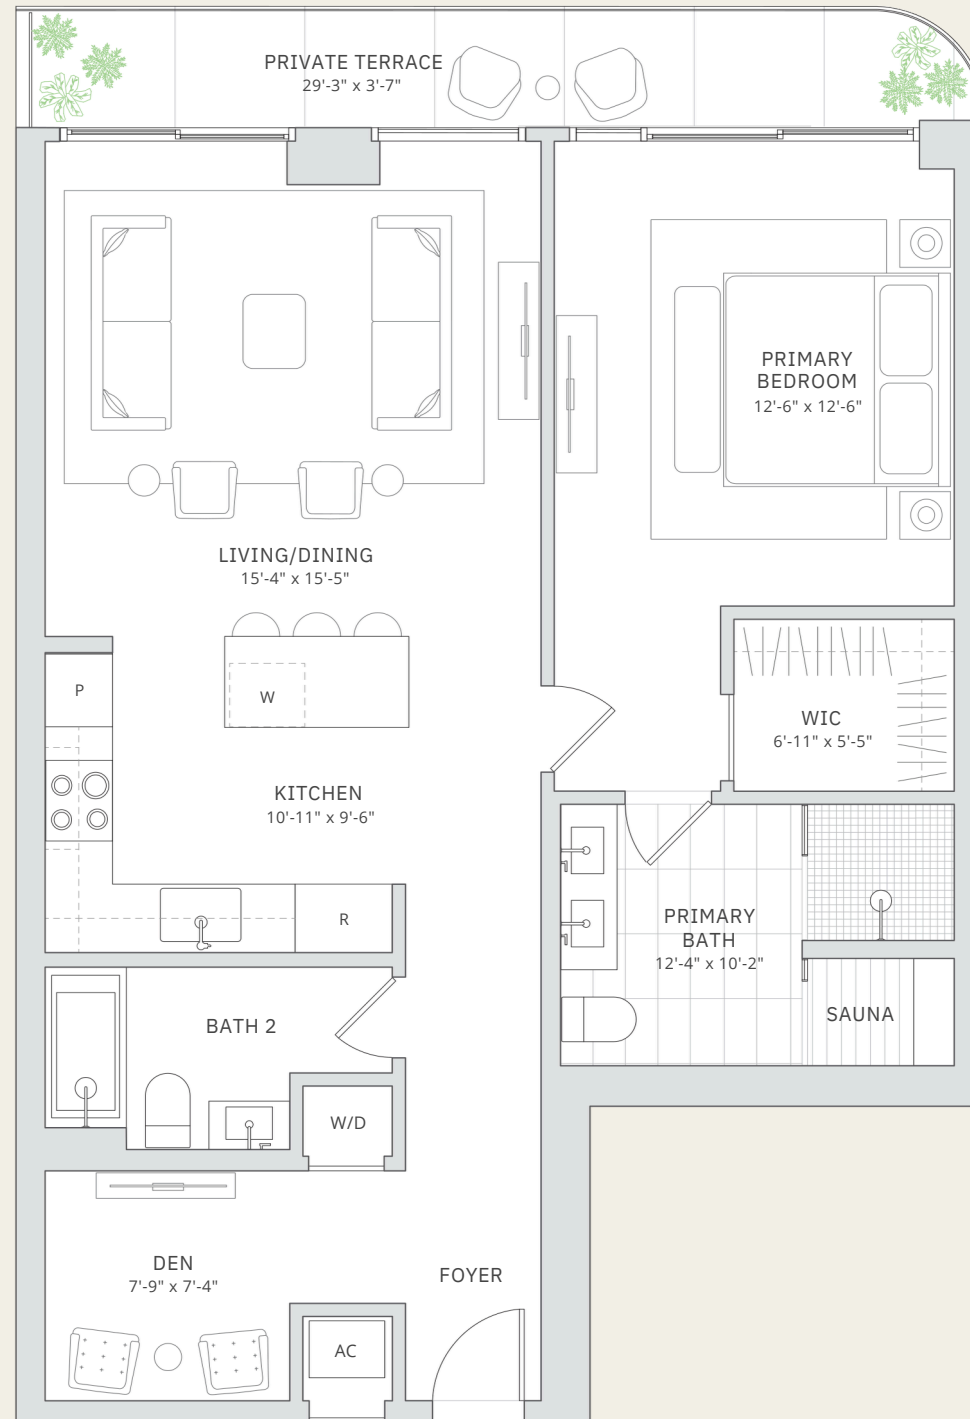 PRIVATE TERRACE
29'-3" x 3'-7"
PRIMARY
BEDROOM
12'-6" x 12'-6"
LIVING/DINING
15'-4" x 15'-5"
P
W
WIC
6'-11" x 5'-5"
KITCHEN
10'-11" x 9'-6"
R
PRIMARY
BATH
12'-4" x 10'-2"
SAUNA
BATH 2
W/D
DEN
7'-9" x 7'-4"
FOYER
AC